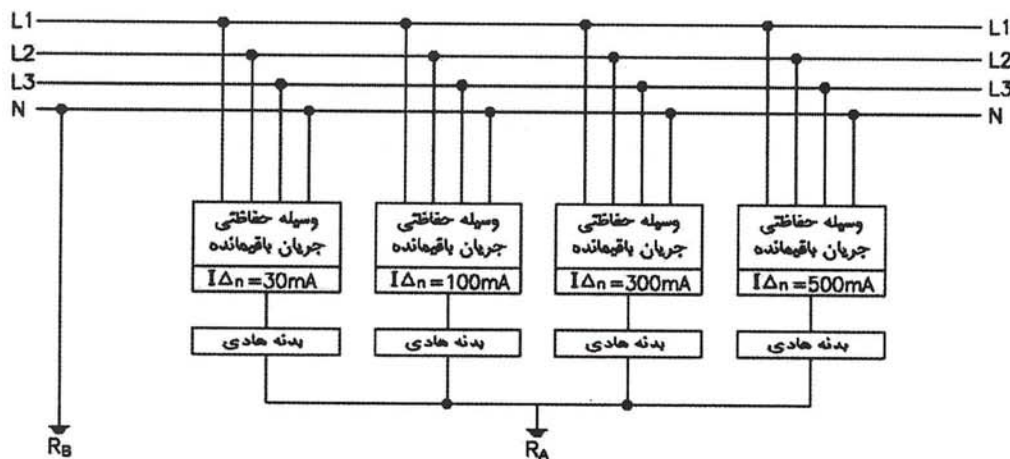 L1 L1
L2 L2
L3 L3
N N
وسیله حفاظتی
جریان باقیمانده
IΔn=30mA
بدنه هادی
وسیله حفاظتی
جریان باقیمانده
IΔn=100mA
بدنه هادی
وسیله حفاظتی
جریان باقیمانده
IΔn=300mA
بدنه هادی
وسیله حفاظتی
جریان باقیمانده
IΔn=500mA
بدنه هادی
RB
RA